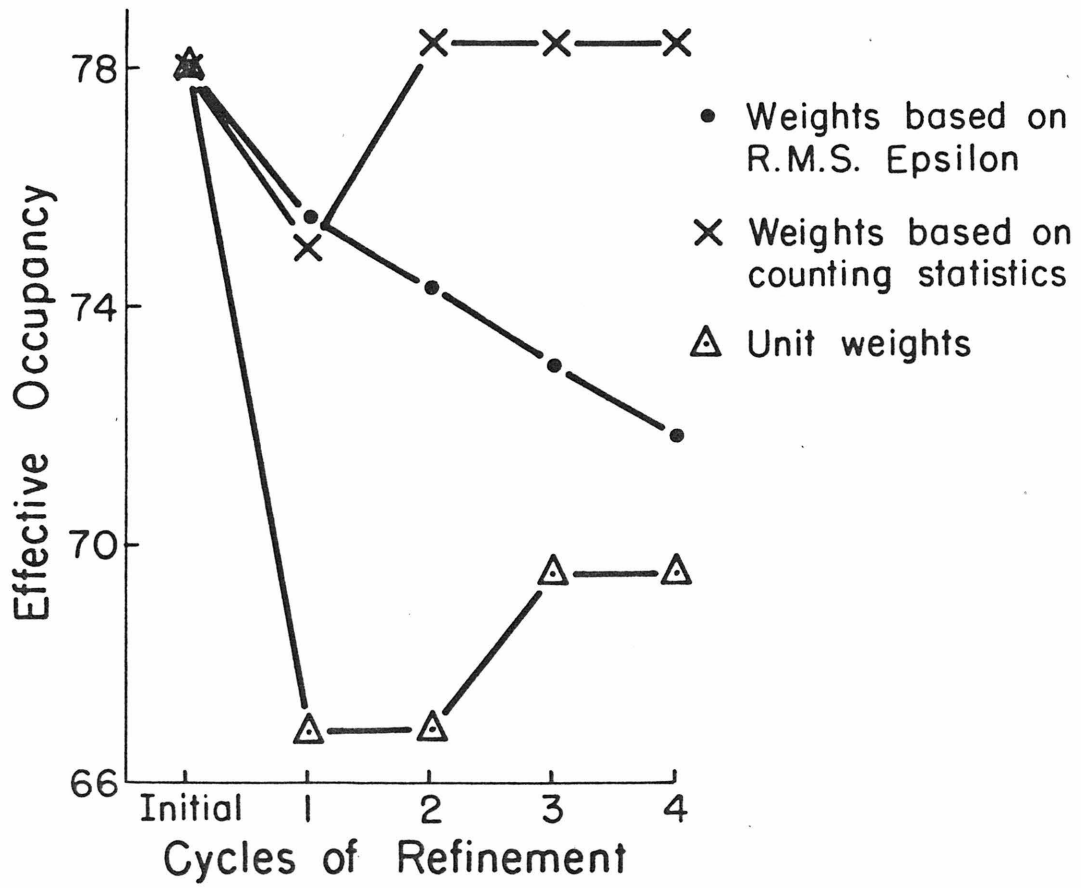 78
74
70
66
Effective Occupancy
Initial 1 2 3 4
Cycles of Refinement
Weights based on
R.M.S. Epsilon
Weights based on
counting statistics
Unit weights